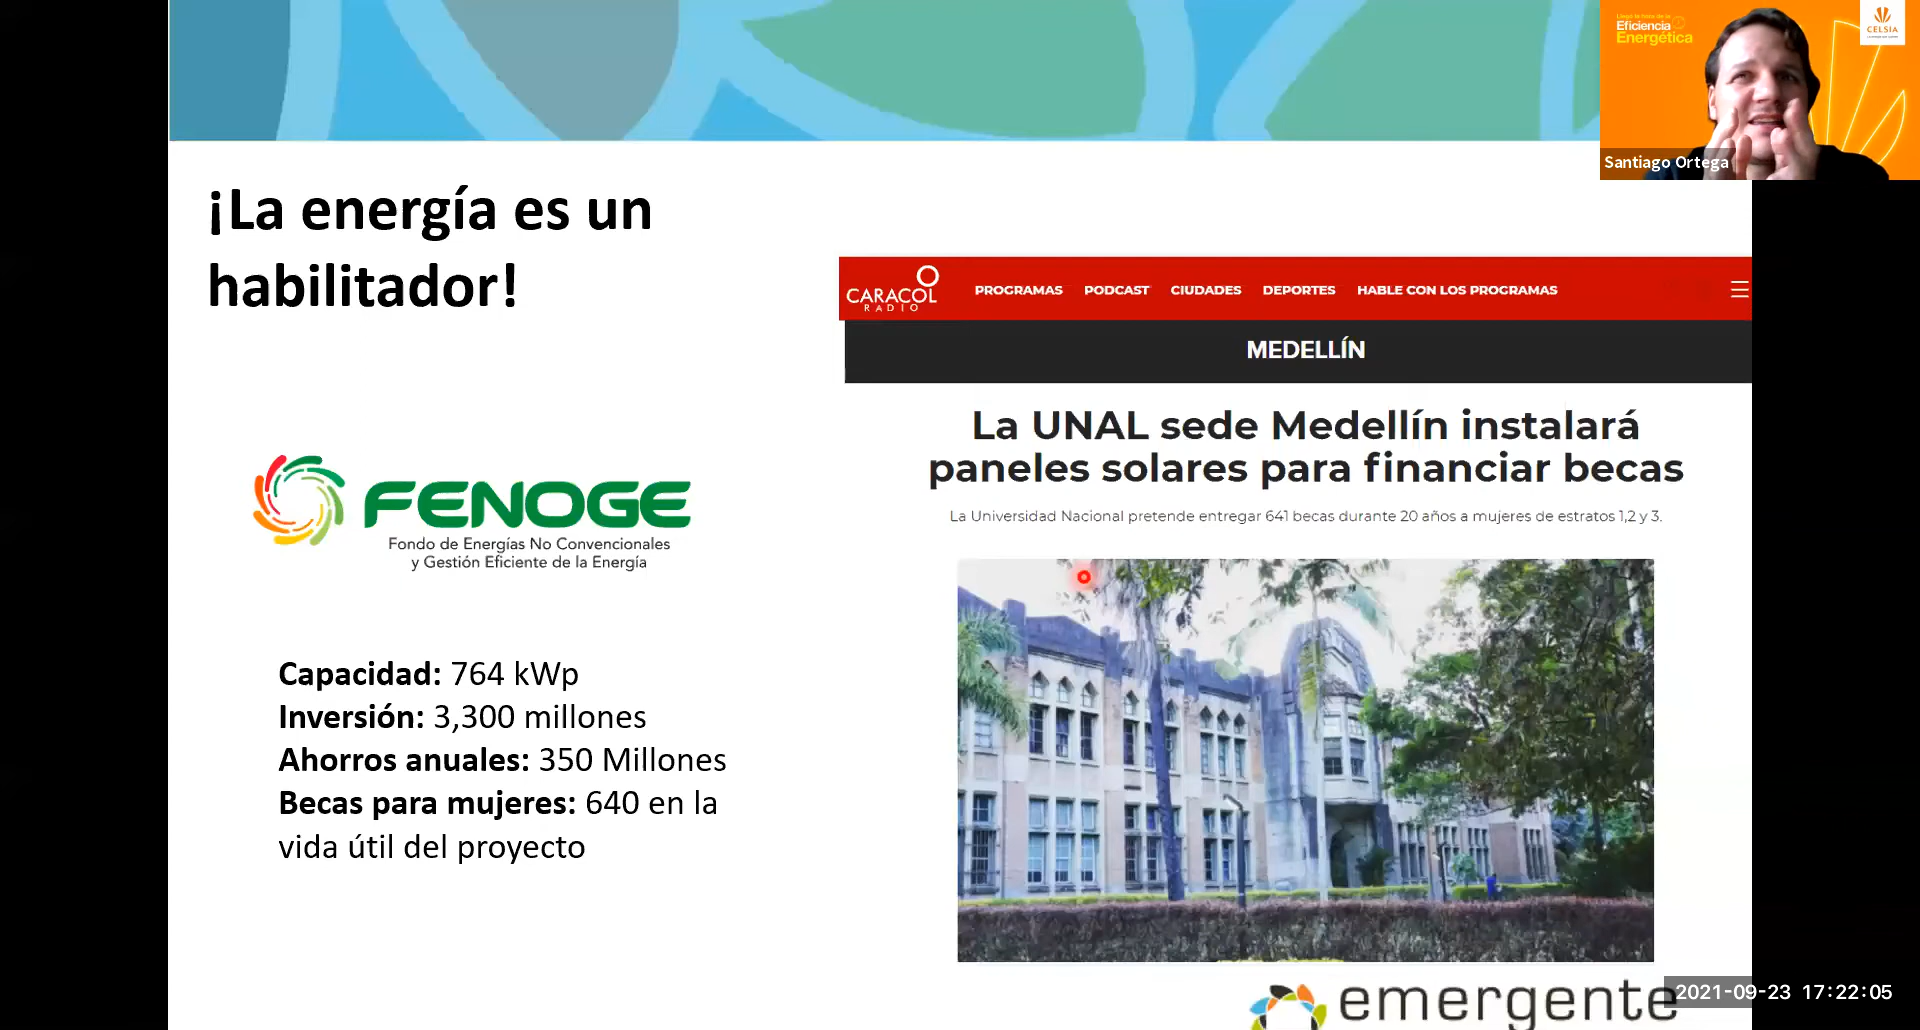 ¡La energía es un
habilitador!
FENOGE
Fondo de Energías No Convencionales
y Gestión Eficiente de la Energía
Capacidad: 764 kWp
Inversión: 3,300 millones
Ahorros anuales: 350 Millones
Becas para mujeres: 640 en la
vida útil del proyecto
CARACOL
RADIO
PROGRAMAS PODCAST CIUDADES DEPORTES HABLE CON LOS PROGRAMAS
MEDELLÍN
La UNAL sede Medellín instalará
paneles solares para financiar becas
La Universidad Nacional pretende entregar 641 becas durante 20 años a mujeres de estratos 1,2 y 3.
emergente
Eficiencia
Energética
CELSIA
Santiago Ortega
2021-09-23 17:22:05